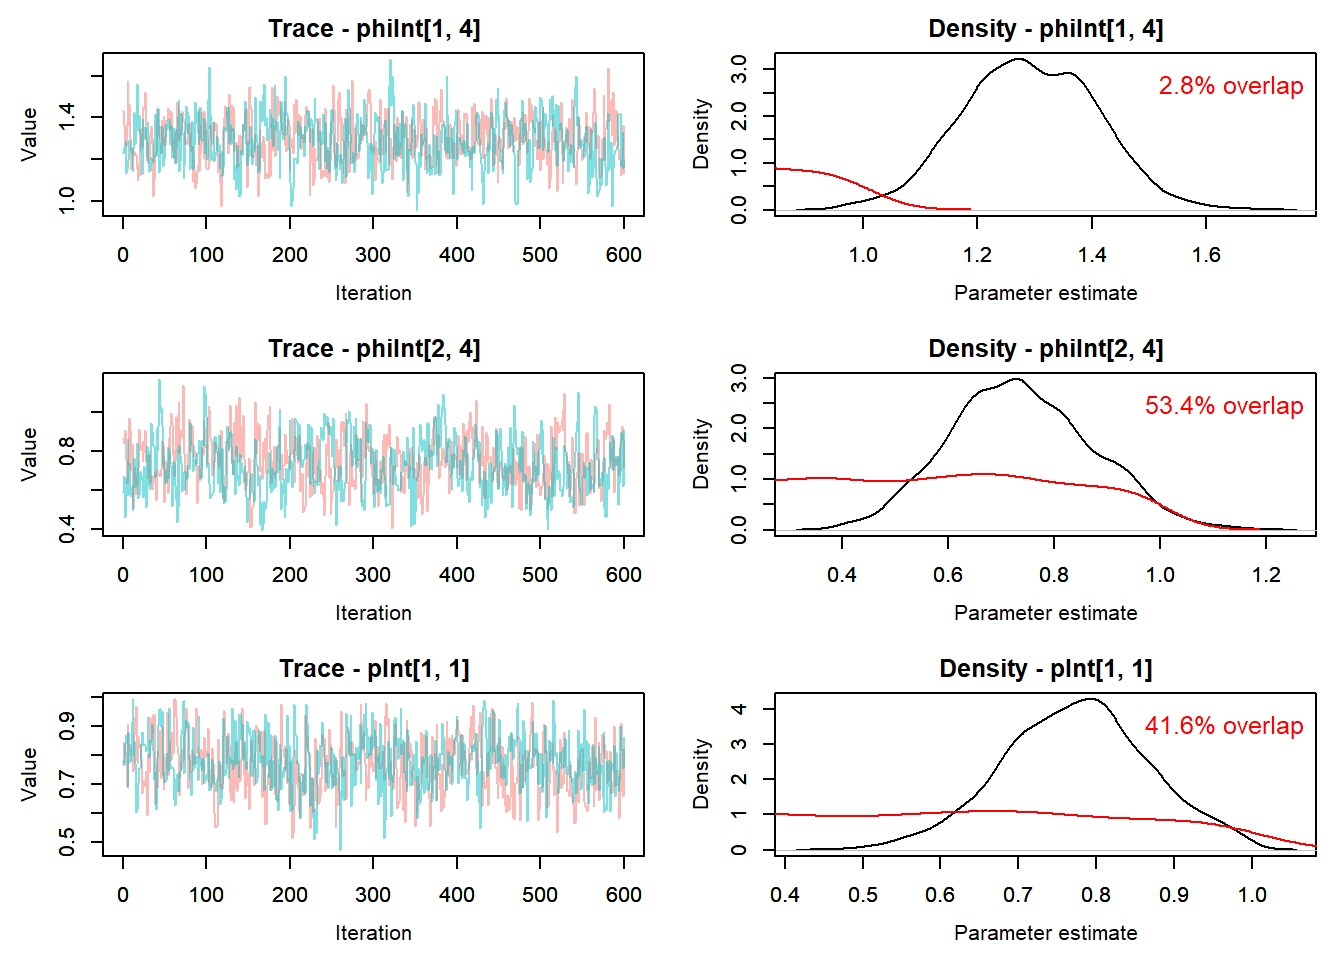 Trace - phiInt[1, 4]
Value
1.0 1.4
0 100 200 300 400 500 600
Iteration
Density - phiInt[1, 4]
Density
0.0 1.0 2.0 3.0
2.8% overlap
1.0 1.2 1.4 1.6
Parameter estimate
Trace - phiInt[2, 4]
Value
0.4 0.8
0 100 200 300 400 500 600
Iteration
Density - phiInt[2, 4]
Density
0.0 1.0 2.0 3.0
53.4% overlap
0.4 0.6 0.8 1.0 1.2
Parameter estimate
Trace - pInt[1, 1]
Value
0.5 0.7 0.9
0 100 200 300 400 500 600
Iteration
Density - pInt[1, 1]
Density
0 1 2 3 4
41.6% overlap
0.4 0.5 0.6 0.7 0.8 0.9 1.0
Parameter estimate